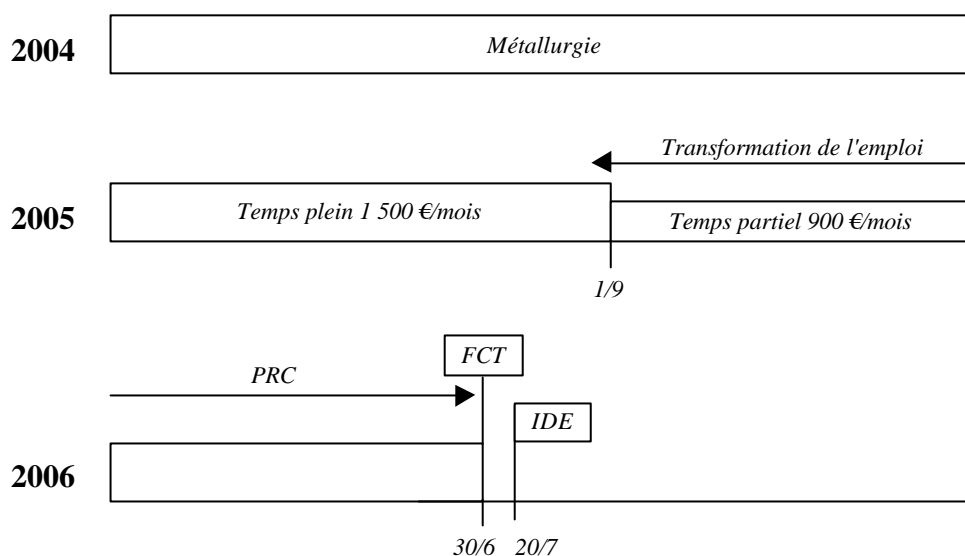 2004
Métallurgie
Transformation de l'emploi
2005
Temps plein 1 500 €/mois
Temps partiel 900 €/mois
1/9
FCT
PRC
IDE
2006
30/6 20/7